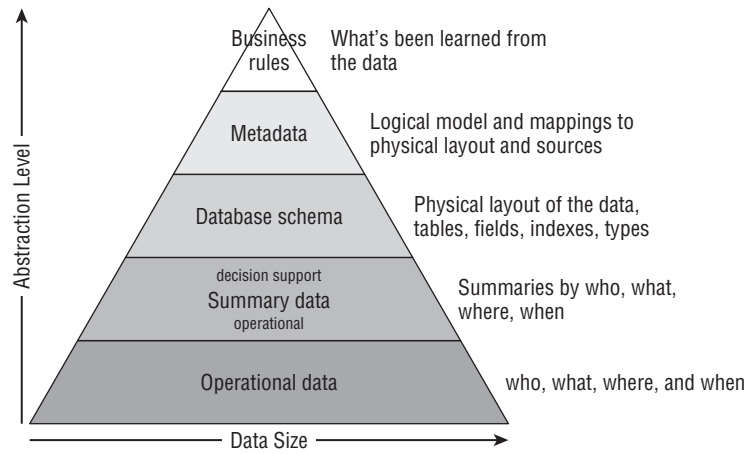 Business
rules
What's been learned from
the data
Metadata
Logical model and mappings to
physical layout and sources
Database schema
Physical layout of the data,
tables, fields, indexes, types
decision support
Summary data
operational
Summaries by who, what,
where, when
Operational data
who, what, where, and when
Abstraction Level
Data Size